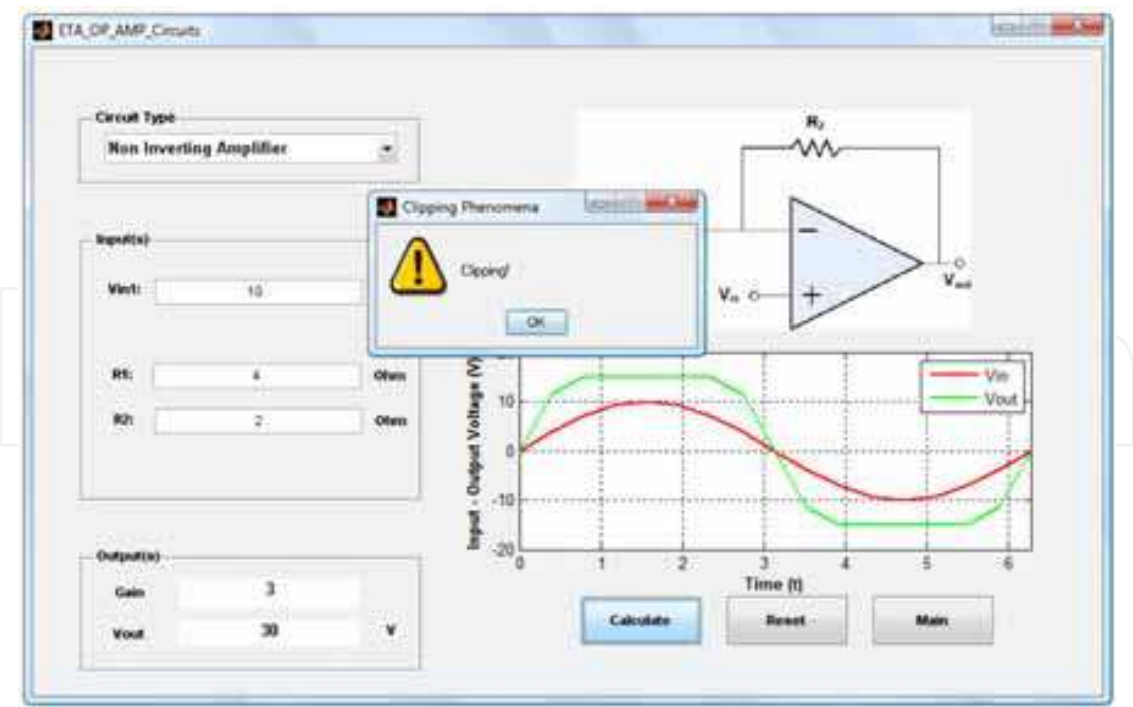 ETA_OP_AMP_Circuits
Circuit Type
Non Inverting Amplifier
Input(s)
Vin1: 10
R1: 4 Ohm
R2: 2 Ohm
Output(s)
Gain 3
Vout 30 V
Clipping Phenomena
Clipping!
OK
Vin
Vout
Input - Output Voltage (V)
10
0
-10
-20
0 1 2 3 4 5 6
Time (t)
Vin
Vout
Calculate Reset Main